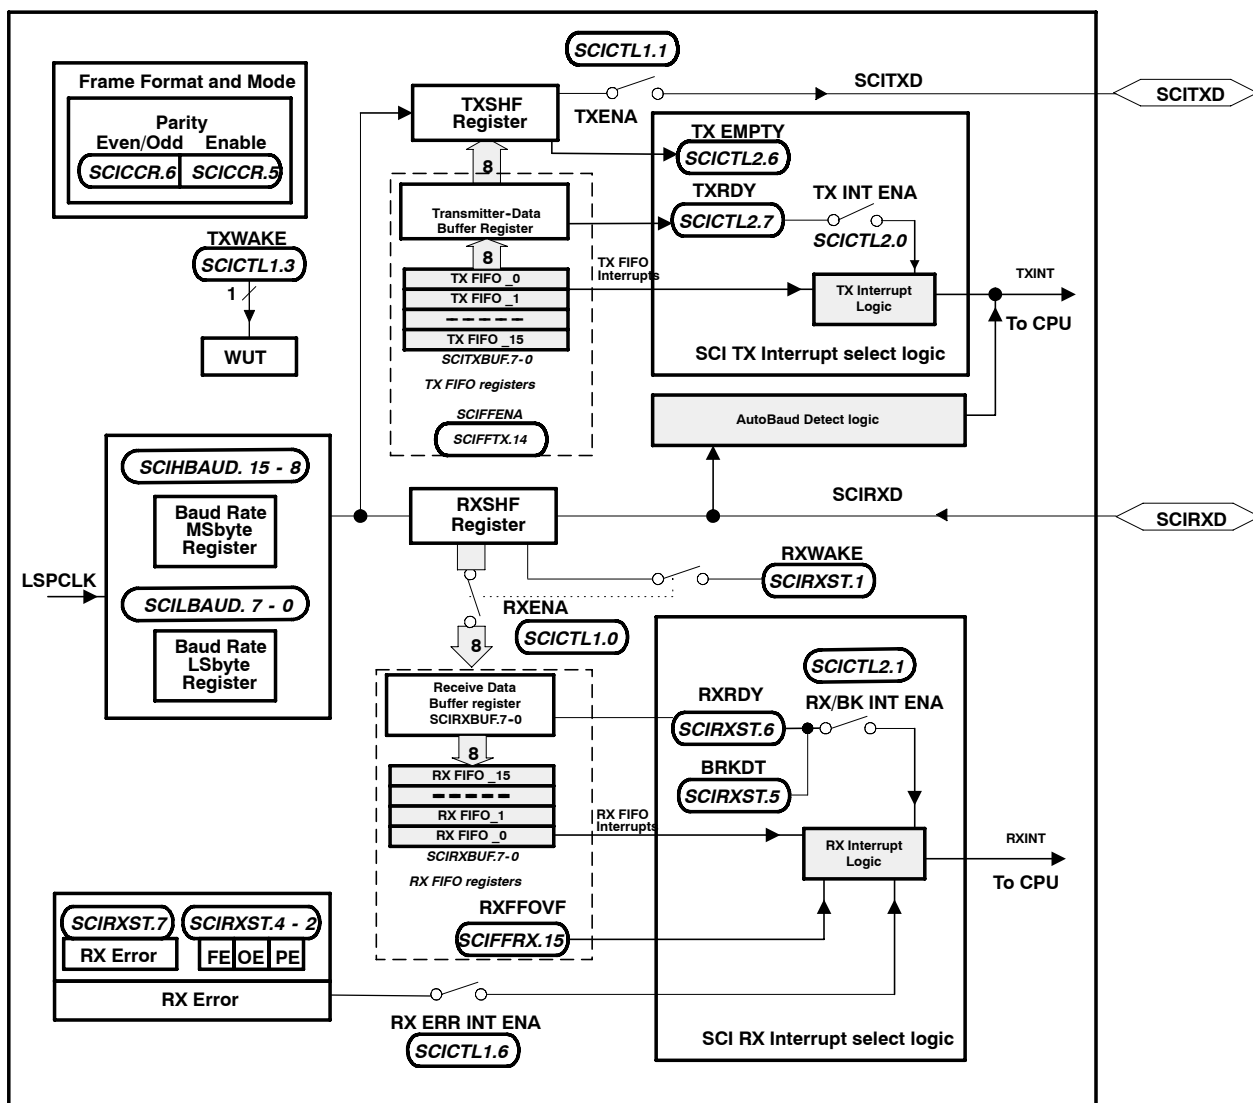 SCICTL1.1
Frame Format and Mode
Parity
Even/Odd Enable
SCICCR.6 SCICCR.5
TXSHF
Register
TXENA
SCITXD
SCITXD
TX EMPTY
SCICTL2.6
8
Transmitter-Data
Buffer Register
TXRDY
SCICTL2.7
TX INT ENA
SCICTL2.0
TXWAKE
SCICTL1.3
1
WUT
8
TX FIFO _0
TX FIFO _1
-----
TX FIFO _15
SCITXBUF.7-0
TX FIFO registers
SCIFFENA
SCIFFTX.14
TX FIFO
Interrupts
TX Interrupt
Logic
TXINT
To CPU
SCI TX Interrupt select logic
AutoBaud Detect logic
SCIHBAUD. 15 - 8
Baud Rate
MSbyte
Register
LSPCLK
SCILBAUD. 7 - 0
Baud Rate
LSbyte
Register
RXSHF
Register
SCIRXD
SCIRXD
RXWAKE
SCIRXST.1
RXENA
SCICTL1.0
8
Receive Data
Buffer register
SCIRXBUF.7-0
8
RX FIFO _15
-----
RX FIFO_1
RX FIFO _0
SCIRXBUF.7-0
RX FIFO registers
RXFFOVF
SCIFFRX.15
SCICTL2.1
RXRDY
SCIRXST.6
RX/BK INT ENA
BRKDT
SCIRXST.5
RX FIFO
Interrupts
RX Interrupt
Logic
RXINT
To CPU
SCI RX Interrupt select logic
SCIRXST.7 SCIRXST.4 - 2
RX Error FE OE PE
RX Error
RX ERR INT ENA
SCICTL1.6